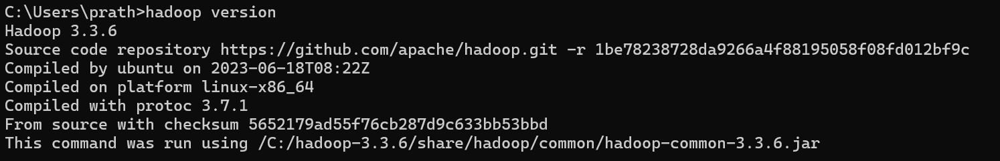 C:\Users\prath>hadoop version
Hadoop 3.3.6
Source code repository https://github.com/apache/hadoop.git -r 1be78238728da9266a4f88195058f08fd012bf9c
Compiled by ubuntu on 2023-06-18T08:22Z
Compiled on platform linux-x86_64
Compiled with protoc 3.7.1
From source with checksum 5652179ad55f76cb287d9c633bb53bbd
This command was run using /C:/hadoop-3.3.6/share/hadoop/common/hadoop-common-3.3.6.jar